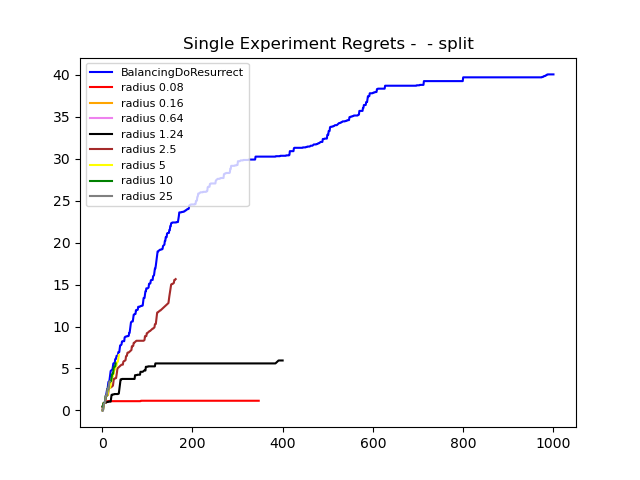 Single Experiment Regrets -  - split
BalancingDoResurrect
radius 0.08
radius 0.16
radius 0.64
radius 1.24
radius 2.5
radius 5
radius 10
radius 25
40
35
30
25
20
15
10
5
0
0 200 400 600 800 1000